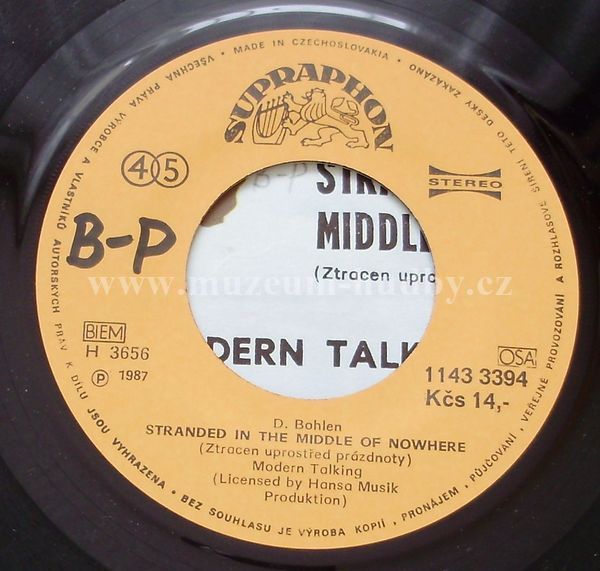 VŠECHNA PRÁVA VÝROBCE A VLASTNÍKŮ AUTORSKÝCH PRÁV K DÍLU JSOU VYHRAZENA • BEZ SOUHLASU JE VÝROBA KOPIÍ, PRONÁJEM, PŮJČOVÁNÍ, VEŘEJNÉ PROVOZOVÁNÍ A ROZHLASOVÉ ŠÍŘENÍ TÉTO DESKY ZAKÁZÁNO • MADE IN CZECHOSLOVAKIA •
SUPRAPHON
45
STEREO
B-P
B-P
STR
MIDDL
(Ztracen upro
DERN TALK
www.muzeum-hudby.cz
BIEM
H 3656
Ⓟ 1987
OSA
1143 3394
Kčs 14,-
D. Bohlen
STRANDED IN THE MIDDLE OF NOWHERE
(Ztracen uprostřed prázdnoty)
Modern Talking
(Licensed by Hansa Musik
Produktion)